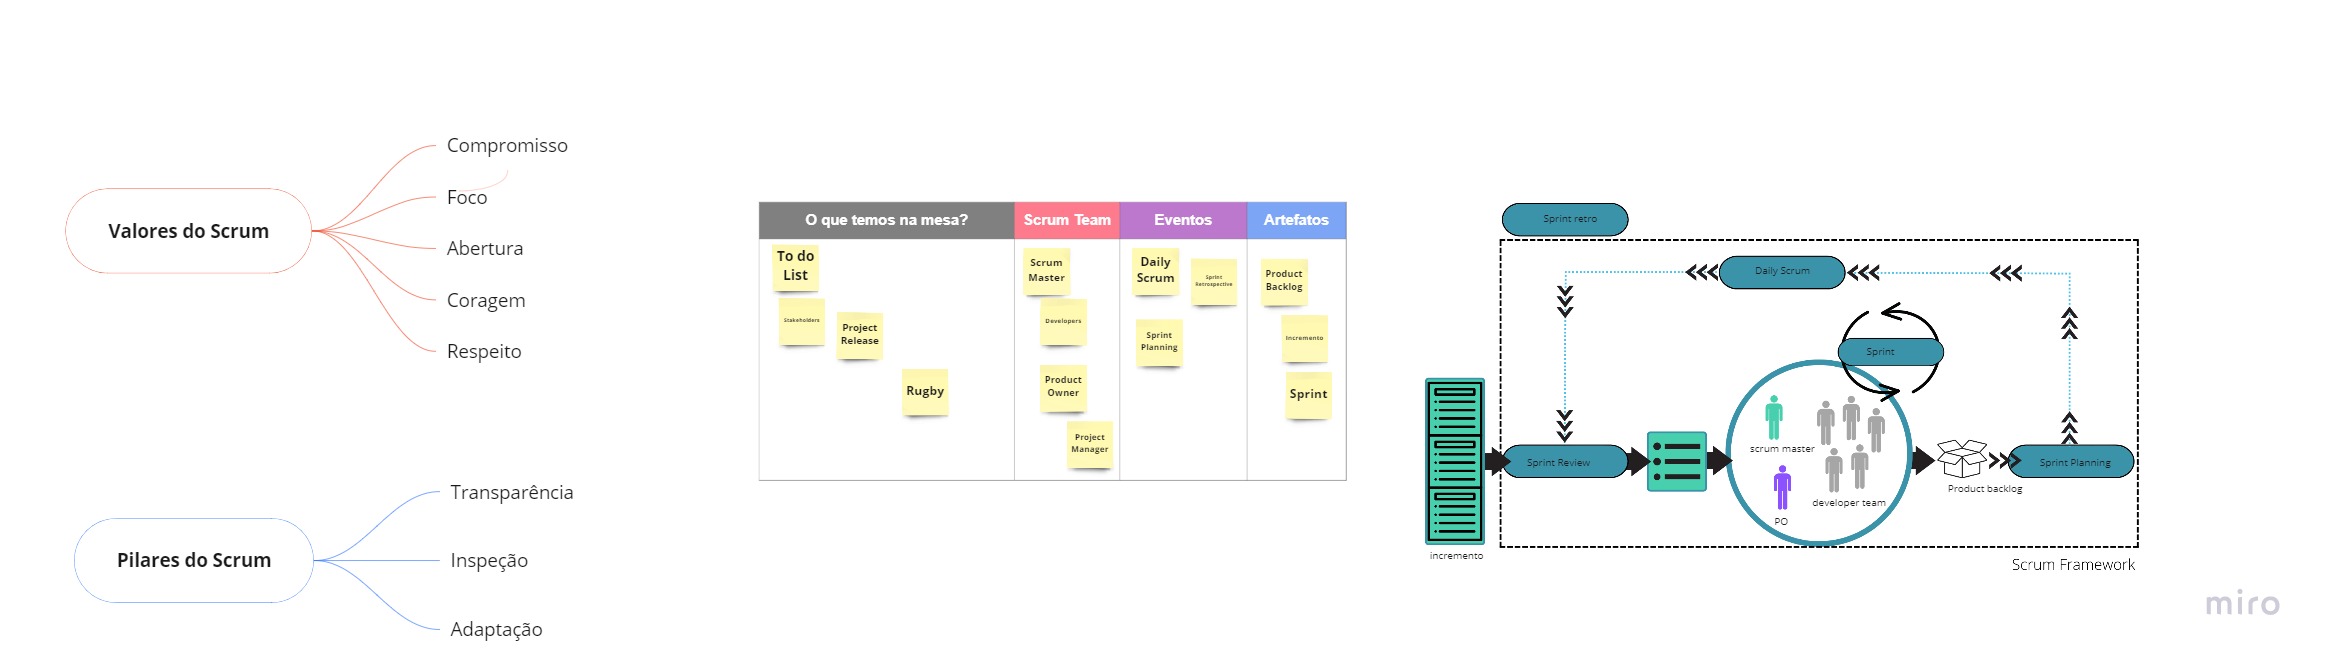 Valores do Scrum
Compromisso
Foco
Abertura
Coragem
Respeito
Pilares do Scrum
Transparência
Inspeção
Adaptação
O que temos na mesa?
Scrum Team
Eventos
Artefatos
To do
List
Stakeholders
Project
Release
Rugby
Scrum
Master
Developers
Product
Owner
Project
Manager
Daily
Scrum
Sprint
Retrospective
Sprint
Planning
Product
Backlog
Incremento
Sprint
Sprint retro
Daily Scrum
Sprint
scrum master
developer team
PO
Sprint Review
Product backlog
Sprint Planning
incremento
Scrum Framework
miro